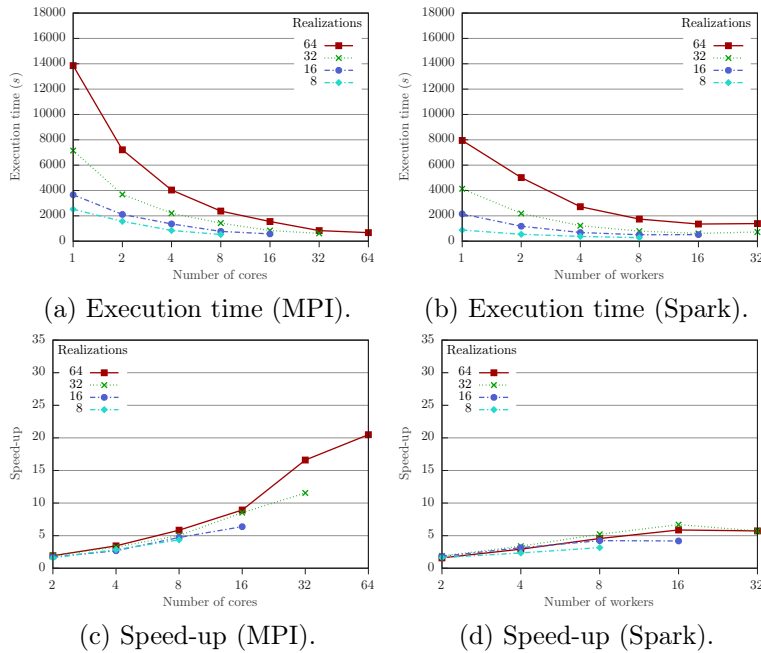 18000
16000
14000
12000
10000
8000
6000
4000
2000
0
Execution time (s)
Realizations
64
32
16
8
1 2 4 8 16 32 64
Number of cores
(a) Execution time (MPI).
18000
16000
14000
12000
10000
8000
6000
4000
2000
0
Execution time (s)
Realizations
64
32
16
8
1 2 4 8 16 32
Number of workers
(b) Execution time (Spark).
35
30
25
20
15
10
5
0
Speed-up
Realizations
64
32
16
8
2 4 8 16 32 64
Number of cores
(c) Speed-up (MPI).
35
30
25
20
15
10
5
0
Speed-up
Realizations
64
32
16
8
2 4 8 16 32
Number of workers
(d) Speed-up (Spark).